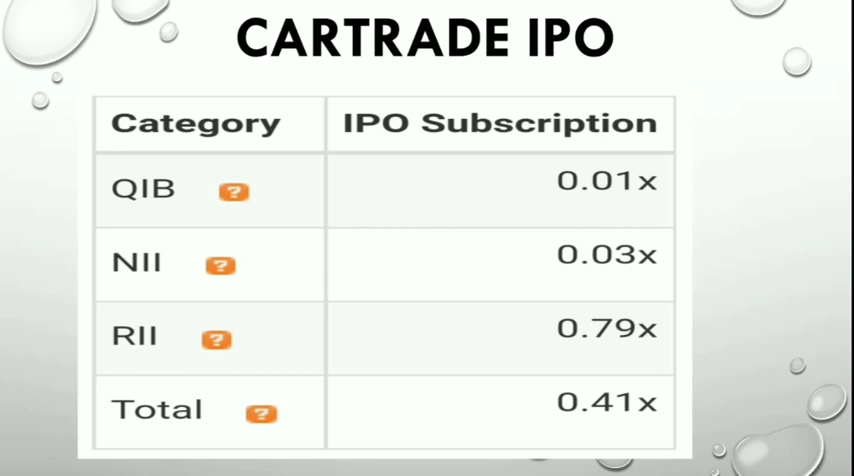 CARTRADE IPO
Category IPO Subscription
QIB ? 0.01x
NII ? 0.03x
RII ? 0.79x
Total ? 0.41x